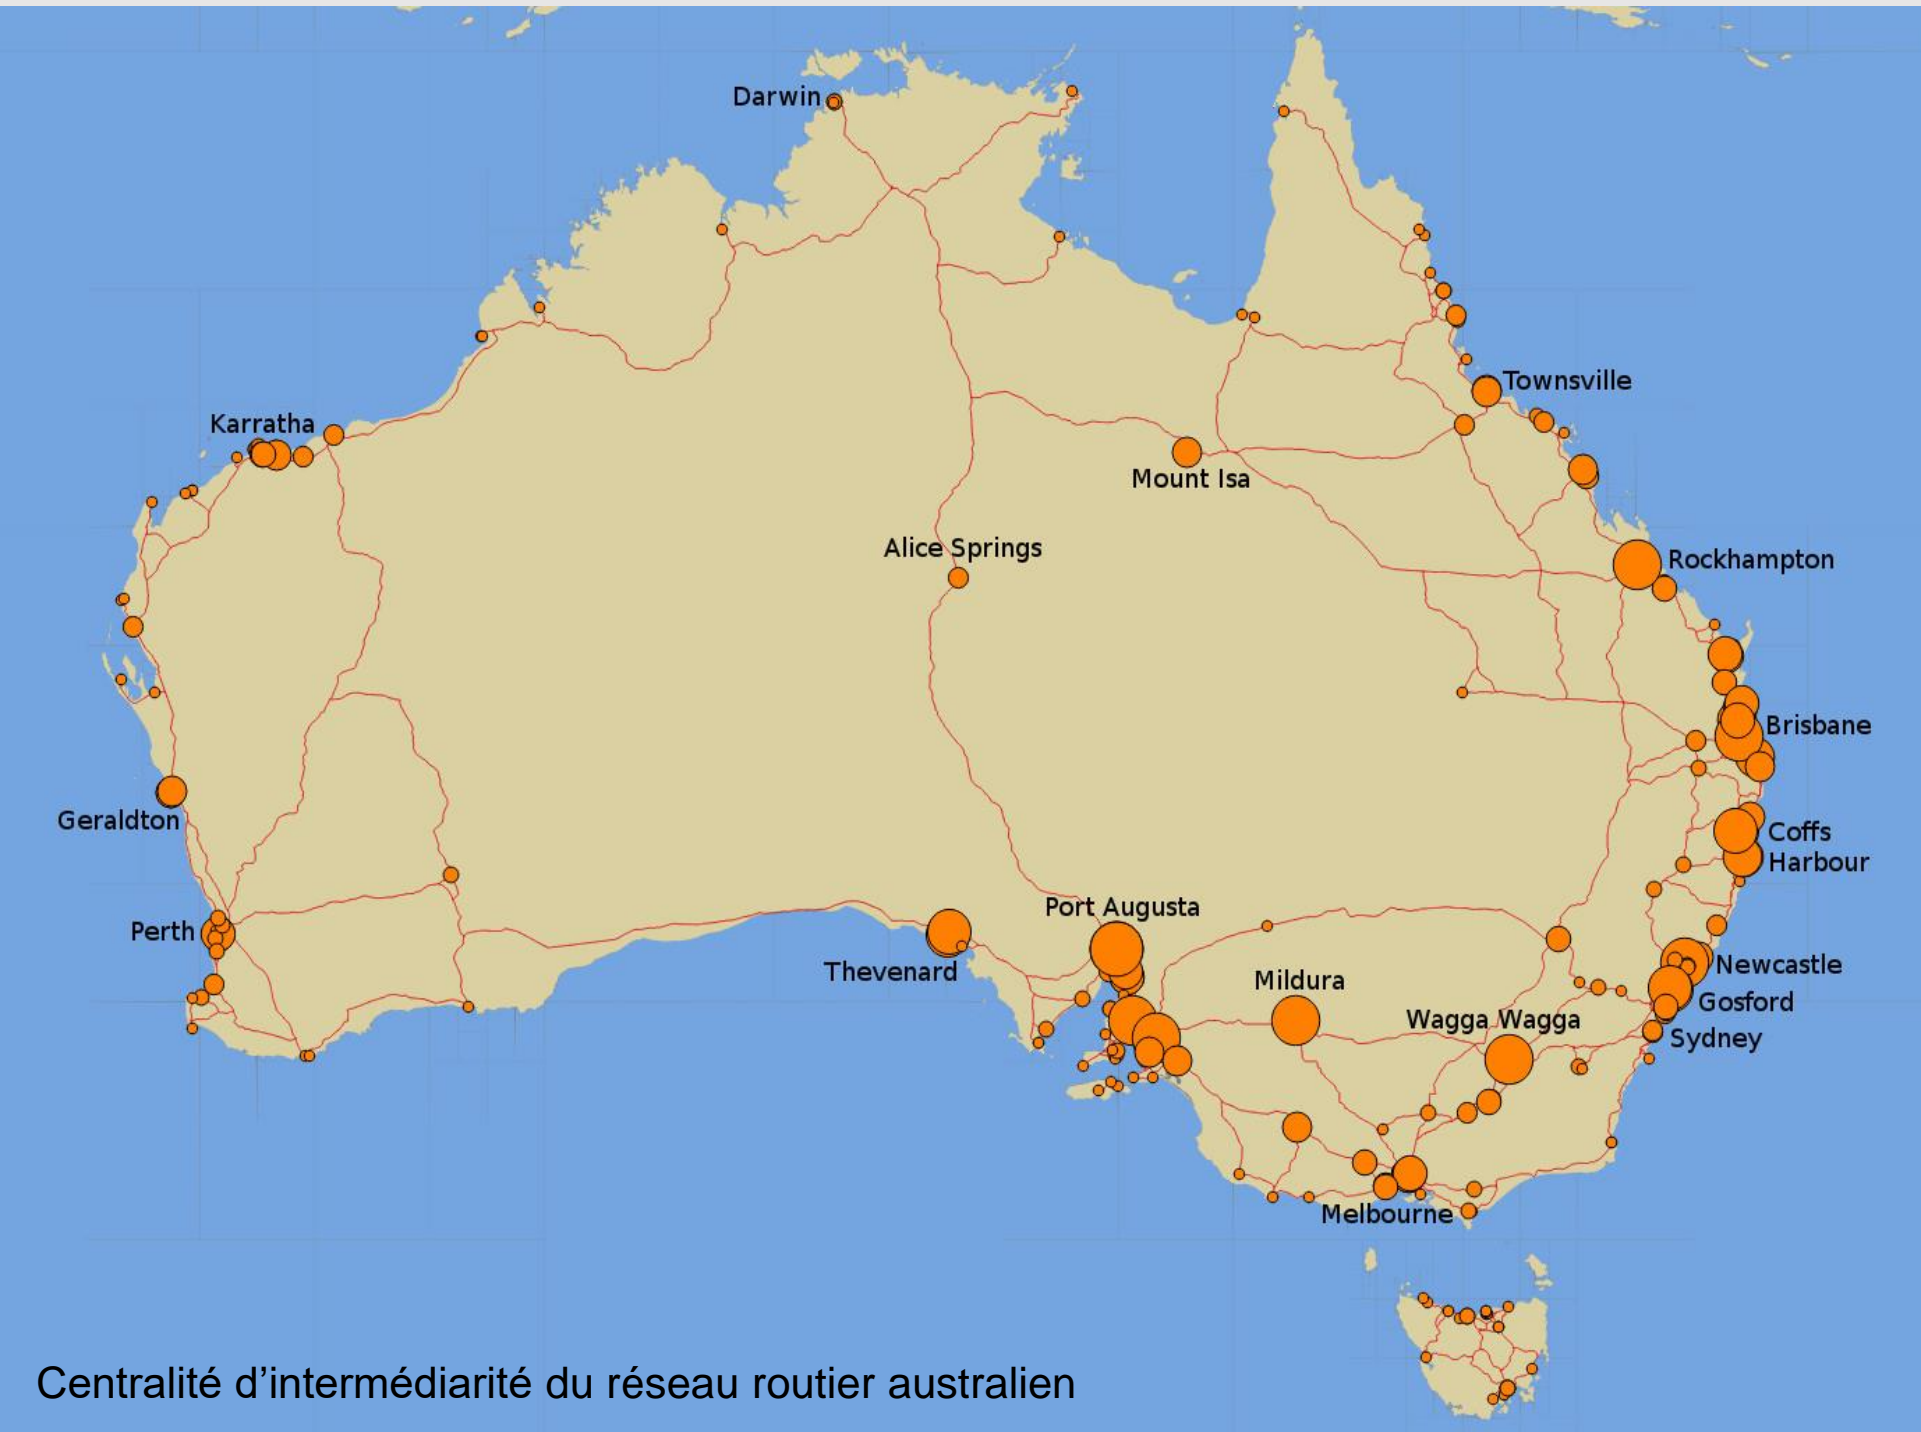 Darwin
Townsville
Karratha
Mount Isa
Alice Springs
Rockhampton
Brisbane
Geraldton
Coffs
Harbour
Port Augusta
Perth
Thevenard
Newcastle
Mildura
Gosford
Wagga Wagga
Sydney
Melbourne
Centralité d’intermédiarité du réseau routier australien